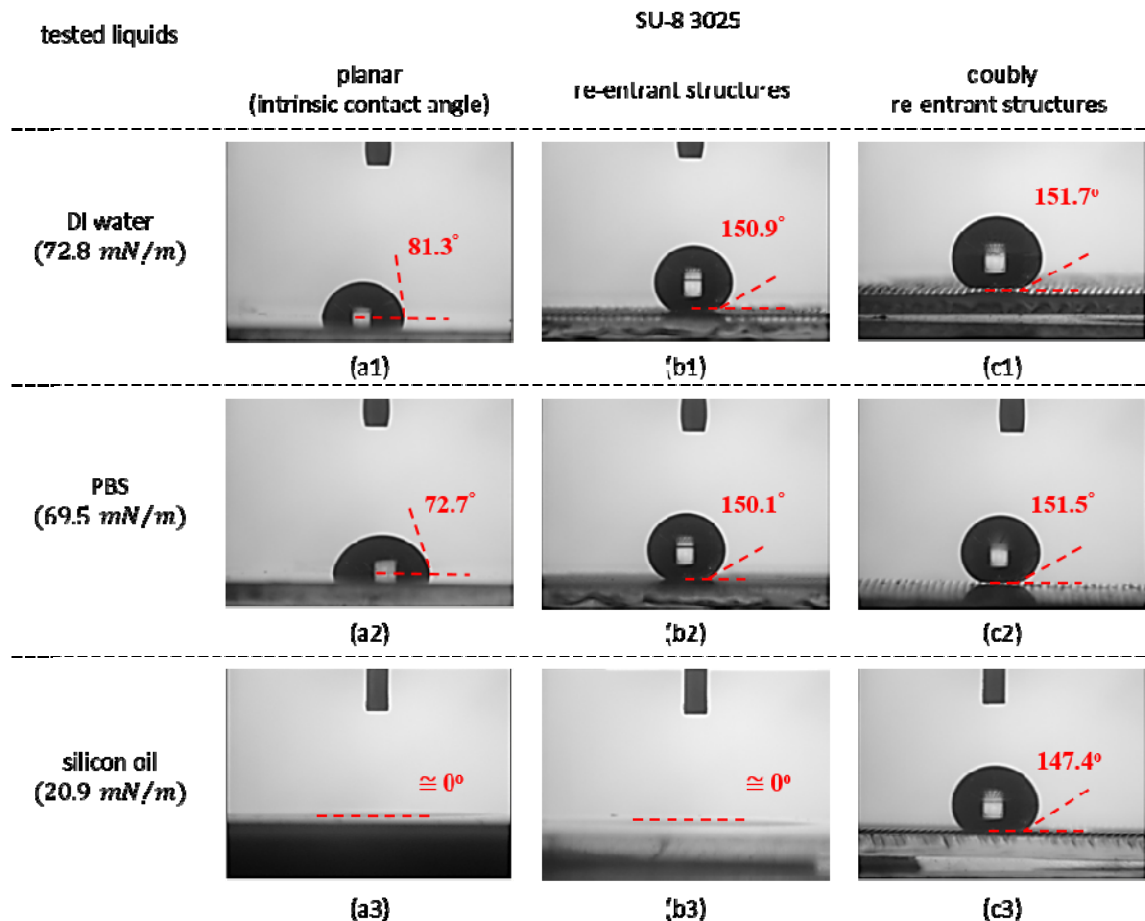 SU-8 3025
tested liquids
planar
(intrinsic contact angle)
re-entrant structures
coubly
re entrant structures
DI water
(72.8 mN/m)
81.3°
150.9°
151.7°
(a1)
(b1)
(c1)
PBS
(69.5 mN/m)
72.7°
150.1°
151.5°
(a2)
(b2)
(c2)
silicon oil
(20.9 mN/m)
≅ 0°
≅ 0°
147.4°
(a3)
(b3)
(c3)